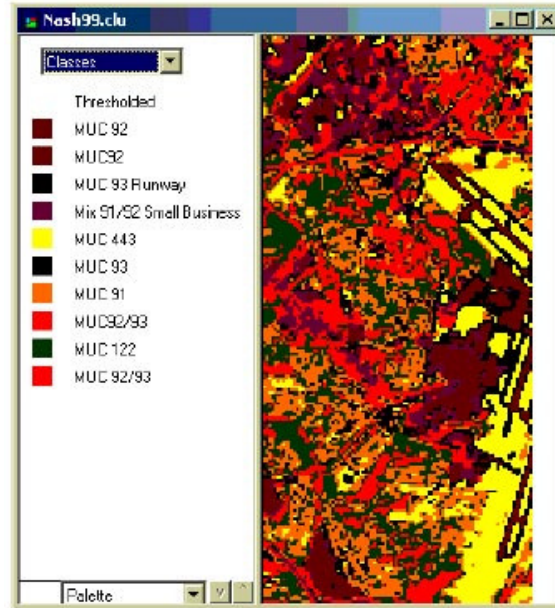 Nash99.clu
Classes
Thresholded
MUC 92
MUC92
MUC 93 Runway
Mix 91/92 Small Business
MUC 443
MUC 93
MUC 91
MUC92/93
MUC 122
MUC 92/93
Palette